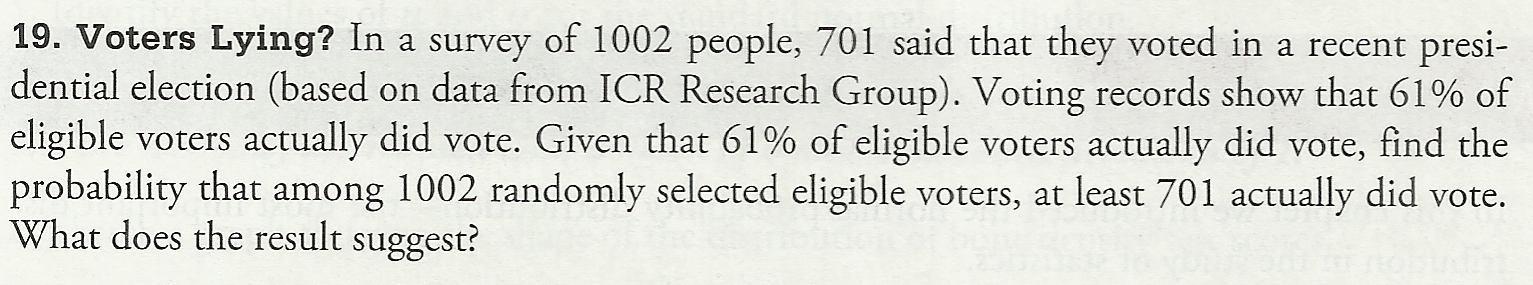 19. Voters Lying? In a survey of 1002 people, 701 said that they voted in a recent presi-
dential election (based on data from ICR Research Group). Voting records show that 61% of
eligible voters actually did vote. Given that 61% of eligible voters actually did vote, find the
probability that among 1002 randomly selected eligible voters, at least 701 actually did vote.
What does the result suggest?